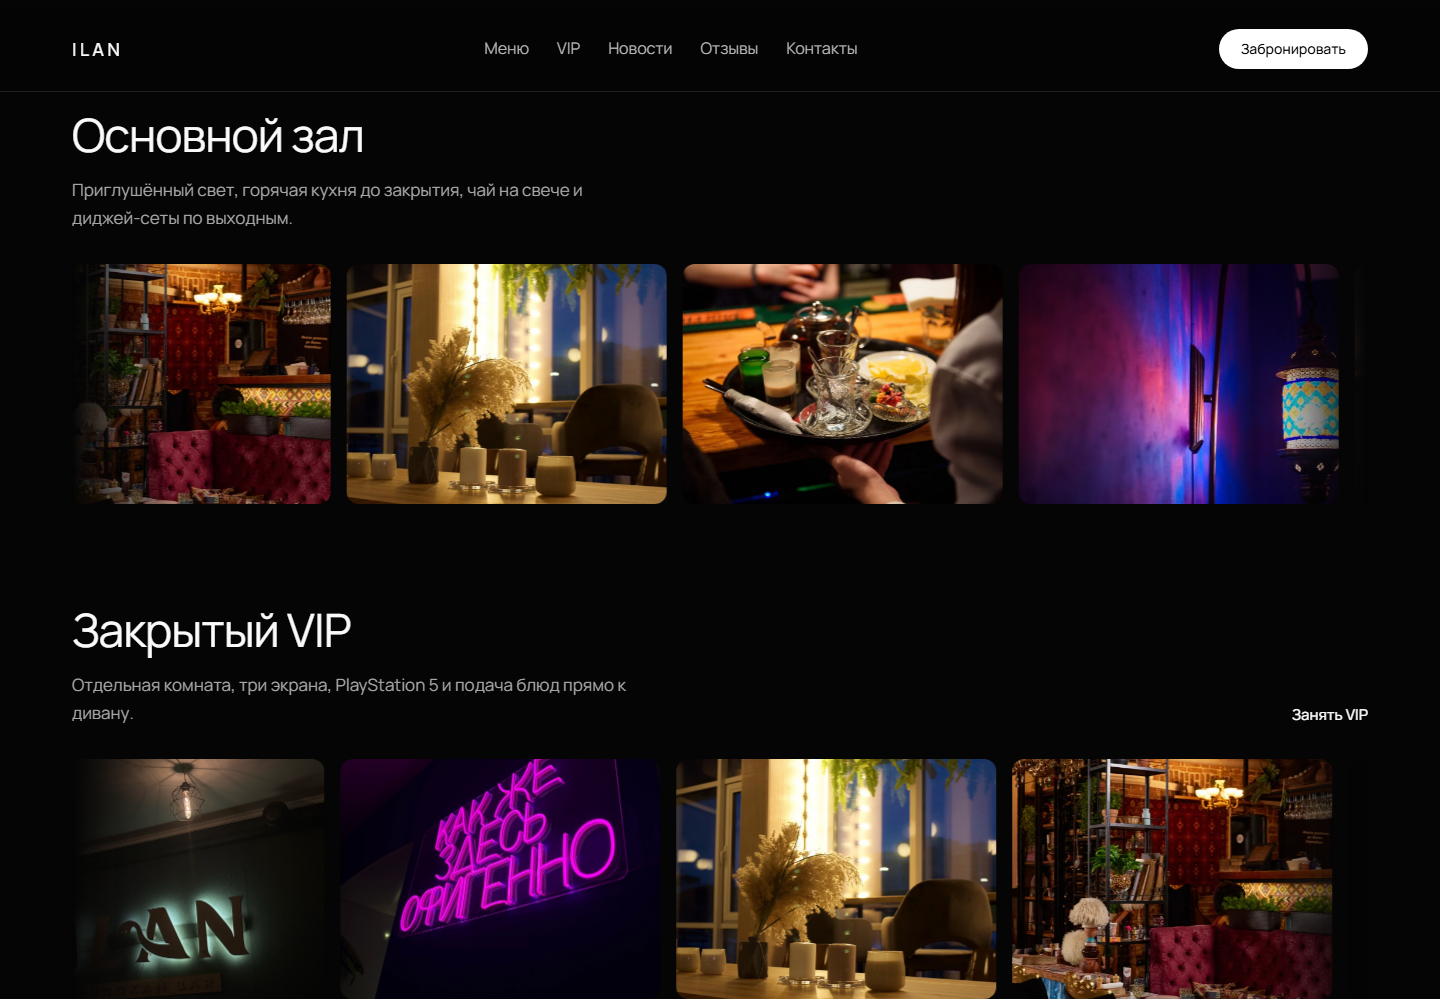 ILAN
Меню VIP Новости Отзывы Контакты
Забронировать
Основной зал
Приглушённый свет, горячая кухня до закрытия, чай на свече и
диджей-сеты по выходным.
Закрытый VIP
Отдельная комната, три экрана, PlayStation 5 и подача блюд прямо к
дивану.
Занять VIP
КАК ЖЕ
ЗДЕСЬ
ОФИГЕННО